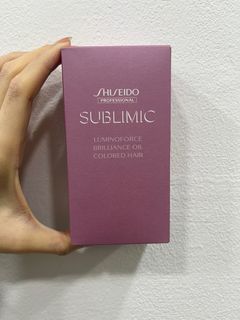 SHISEIDO
PROFESSIONAL
SUBLIMIC
LUMINOFORCE
BRILLIANCE OIL
COLORED HAIR